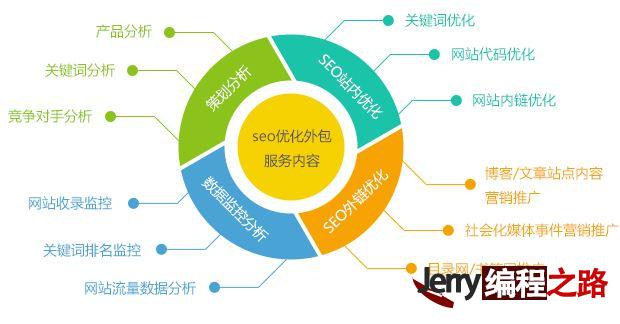 产品分析
关键词分析
竞争对手分析
策划分析
SEO站内优化
关键词优化
网站代码优化
网站内链优化
seo优化外包
服务内容
数据监控分析
网站收录监控
关键词排名监控
网站流量数据分析
SEO外链优化
博客/文章站点内容
营销推广
社会化媒体事件营销推广
目录网/
Jerry编程之路